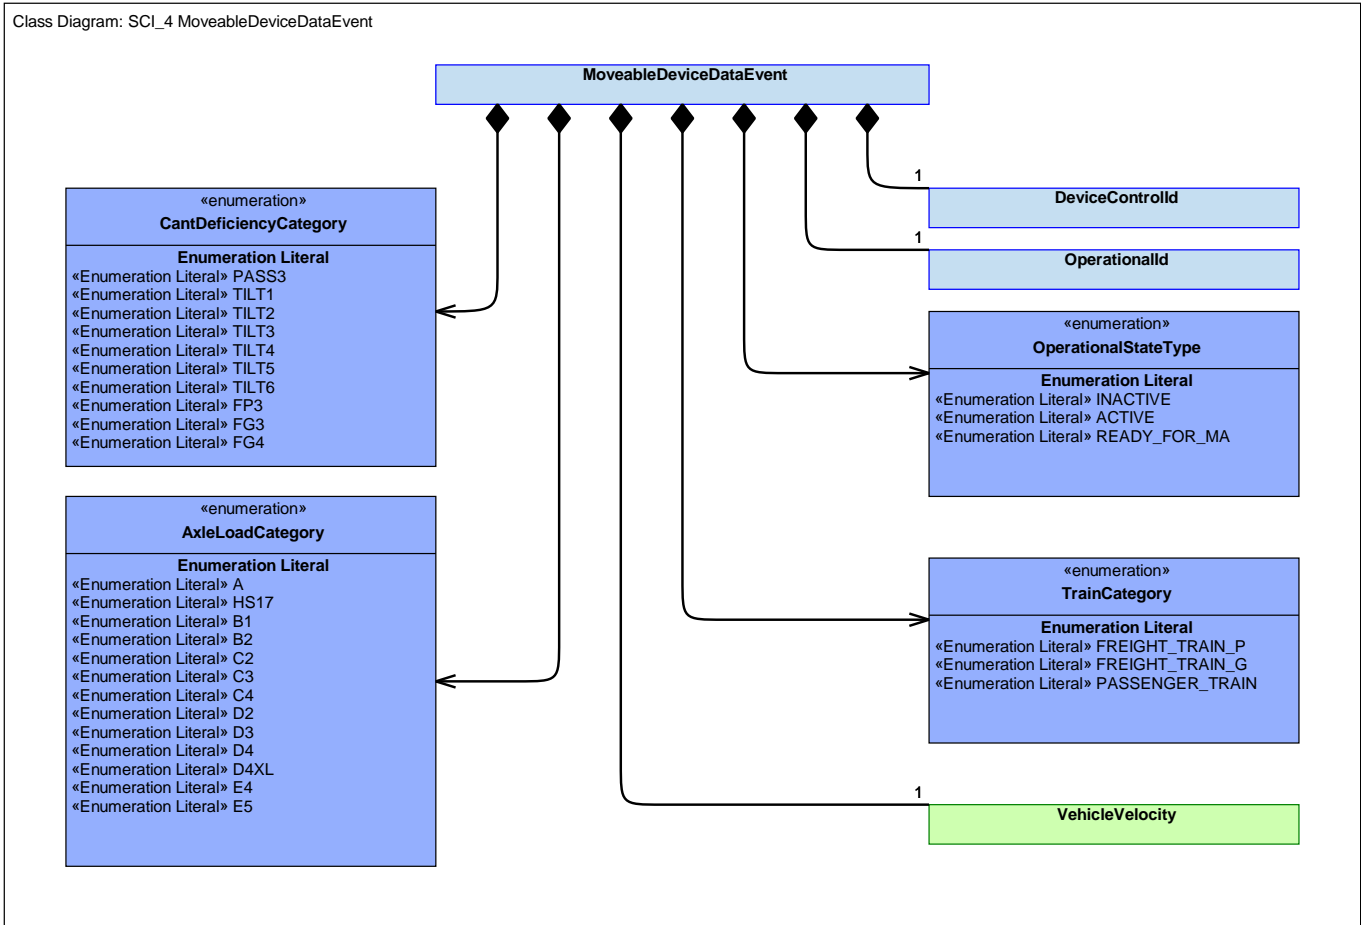 Class Diagram: SCI_4 MoveableDeviceDataEvent
MoveableDeviceDataEvent
«enumeration»
CantDeficiencyCategory
Enumeration Literal
«Enumeration Literal» PASS3
«Enumeration Literal» TILT1
«Enumeration Literal» TILT2
«Enumeration Literal» TILT3
«Enumeration Literal» TILT4
«Enumeration Literal» TILT5
«Enumeration Literal» TILT6
«Enumeration Literal» FP3
«Enumeration Literal» FG3
«Enumeration Literal» FG4
«enumeration»
AxleLoadCategory
Enumeration Literal
«Enumeration Literal» A
«Enumeration Literal» HS17
«Enumeration Literal» B1
«Enumeration Literal» B2
«Enumeration Literal» C2
«Enumeration Literal» C3
«Enumeration Literal» C4
«Enumeration Literal» D2
«Enumeration Literal» D3
«Enumeration Literal» D4
«Enumeration Literal» D4XL
«Enumeration Literal» E4
«Enumeration Literal» E5
1
DeviceControlId
1
OperationalId
«enumeration»
OperationalStateType
Enumeration Literal
«Enumeration Literal» INACTIVE
«Enumeration Literal» ACTIVE
«Enumeration Literal» READY_FOR_MA
«enumeration»
TrainCategory
Enumeration Literal
«Enumeration Literal» FREIGHT_TRAIN_P
«Enumeration Literal» FREIGHT_TRAIN_G
«Enumeration Literal» PASSENGER_TRAIN
1
VehicleVelocity